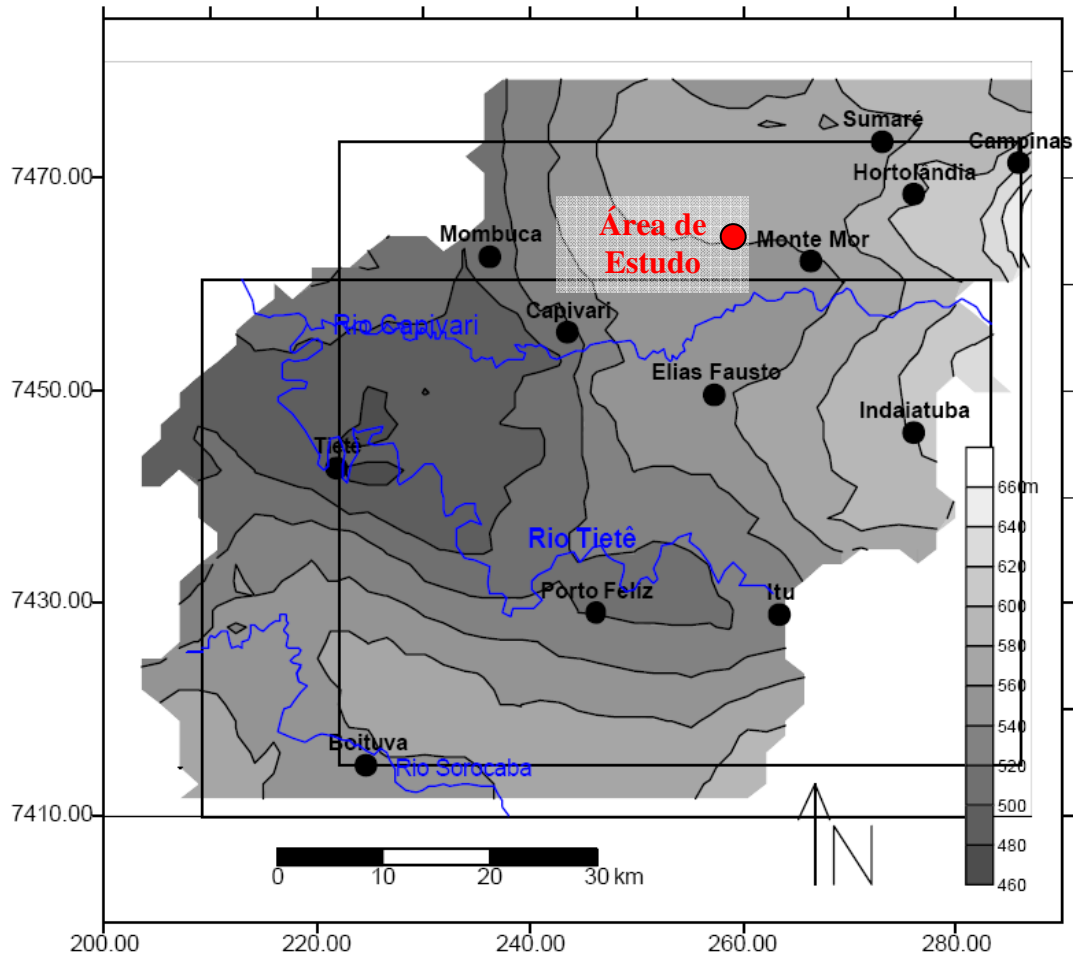 Sumaré
Campinas
7470.00
Hortolândia
Área de
Estudo
Mombuca
Monte Mor
Capivari
Rio Capivari
7450.00
Elias Fausto
Indaiatuba
Tietê
660m
640
Rio Tietê
620
7430.00
Porto Feliz
Itu
600
580
560
540
Boituva
Rio Sorocaba
520
500
7410.00
480
N
460
0 10 20 30 km
200.00 220.00 240.00 260.00 280.00